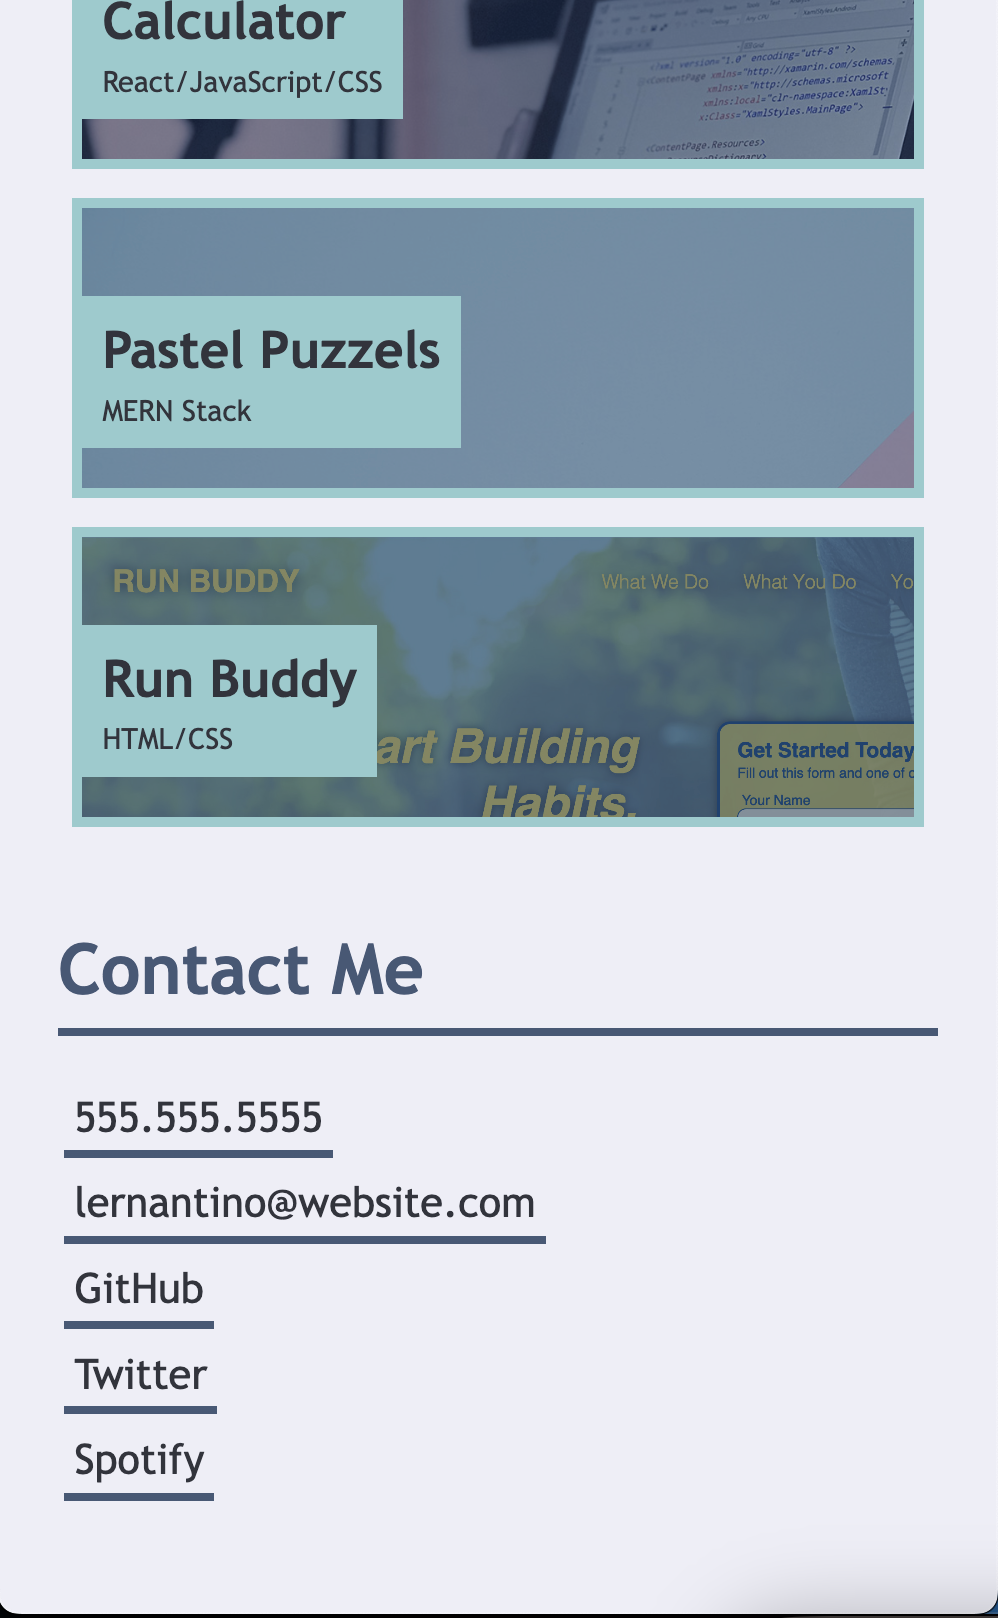 Calculator
React/JavaScript/CSS
<?xml version="1.0" encoding="utf-8" ?>
<ContentPage xmlns="http://xamarin.com/schemas
xmlns:x="http://schemas.microsoft
xmlns:local="clr-namespace:XamlSty
x:Class="XamlStyles.MainPage">
<ContentPage.Resources>
Pastel Puzzels
MERN Stack
RUN BUDDY
What We Do What You Do Yo
Run Buddy
HTML/CSS
art Building
Habits.
Get Started Today
Fill out this form and one of
Your Name
Contact Me
555.555.5555
lernantino@website.com
GitHub
Twitter
Spotify